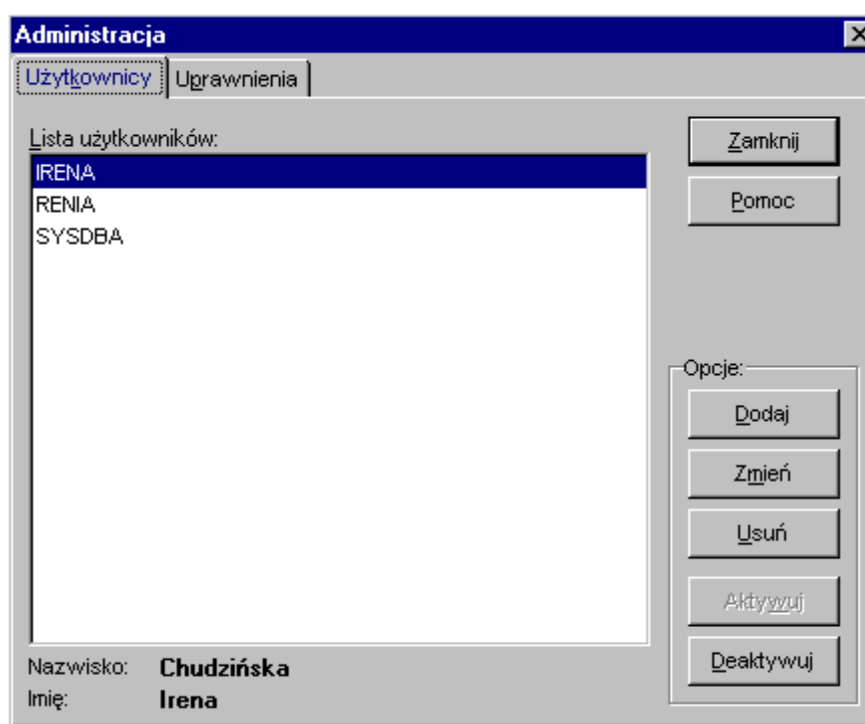 Administracja
Użytkownicy
Uprawnienia
Lista użytkowników:
IRENA
RENIA
SYSDBA
Zamknij
Pomoc
Opcje:
Dodaj
Zmień
Usuń
Aktywuj
Deaktywuj
Nazwisko: Chudzińska
Imię: Irena